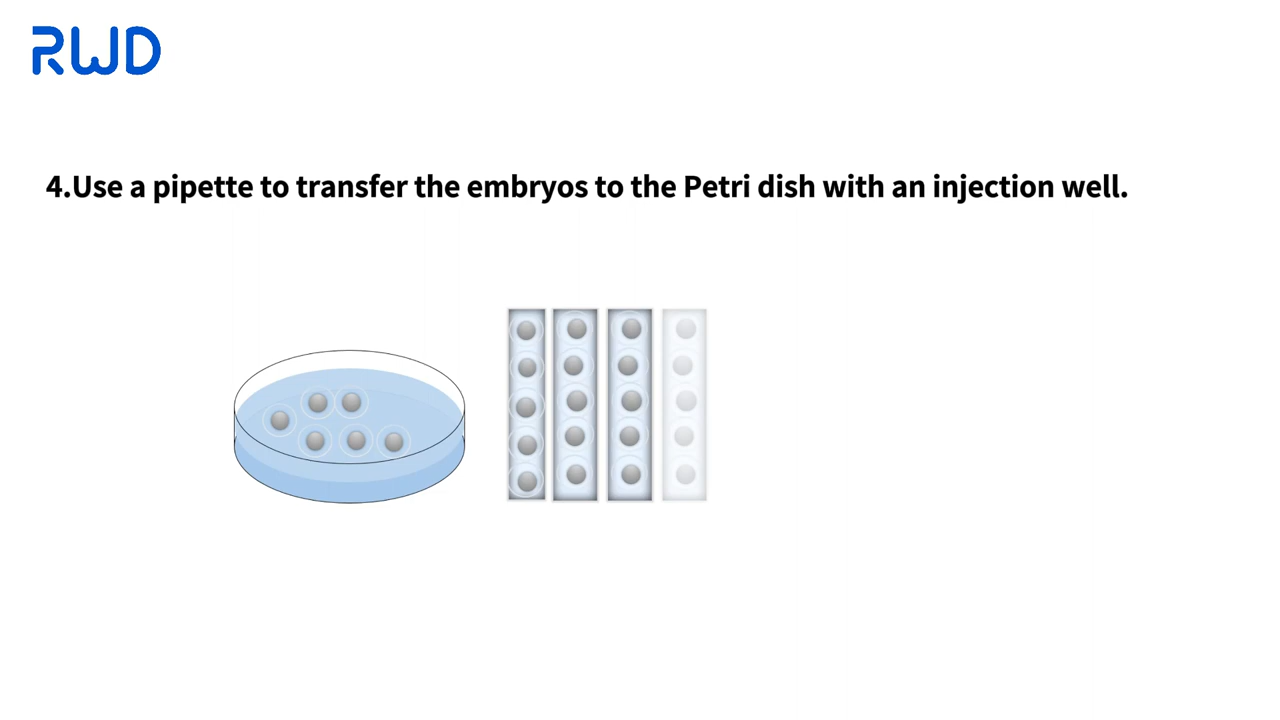 RWD
4.Use a pipette to transfer the embryos to the Petri dish with an injection well.